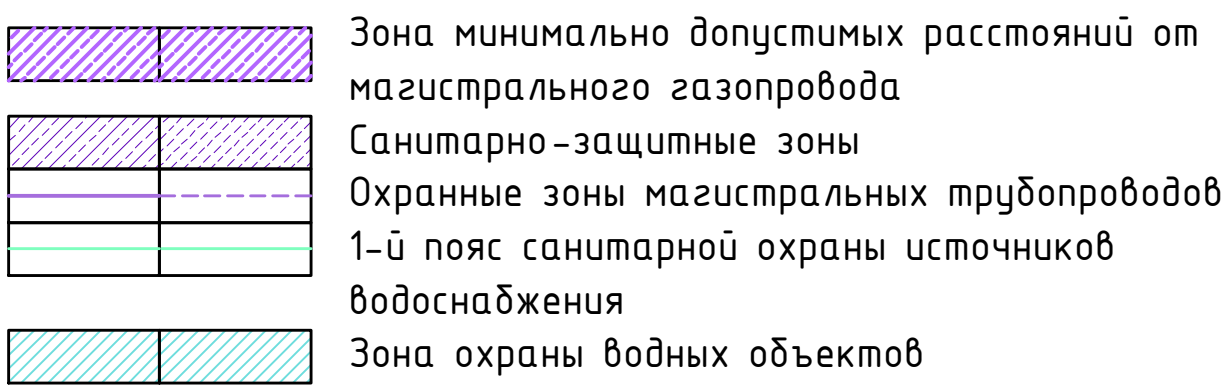 Зона минимально допустимых расстояний от
магистрального газопровода
Санитарно-защитные зоны
Охранные зоны магистральных трубопроводов
1-й пояс санитарной охраны источников
водоснабжения
Зона охраны водных объектов